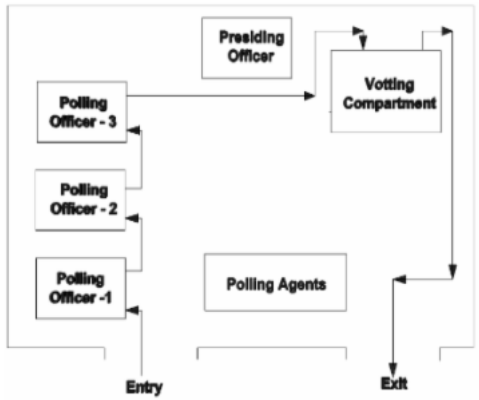 Presiding
Officer
Votting
Compartment
Polling
Officer - 3
Polling
Officer - 2
Polling
Officer -1
Polling Agents
Entry
Exit